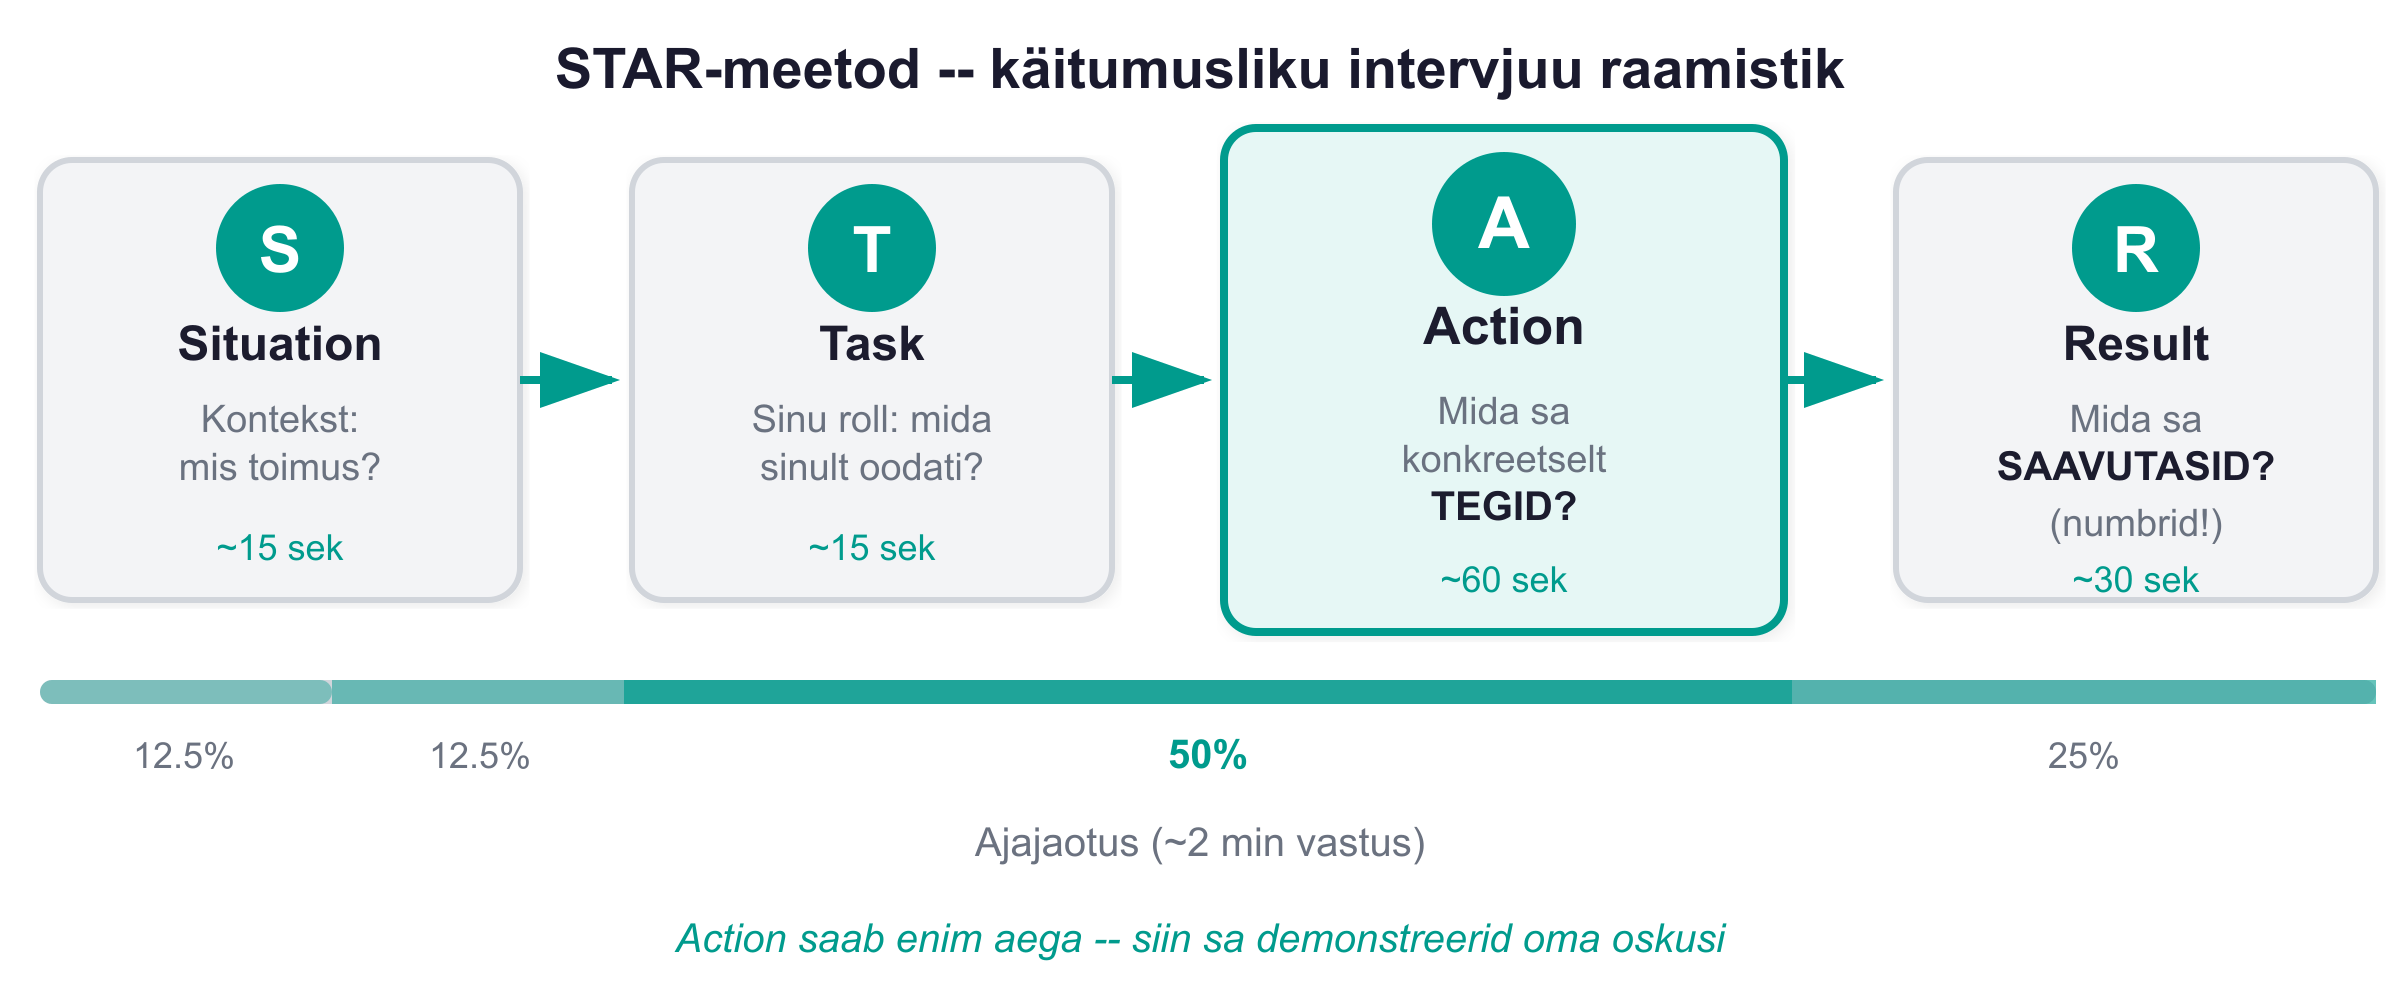 STAR-meetod -- käitumusliku intervjuu raamistik
S
Situation
Kontekst:
mis toimus?
~15 sek
T
Task
Sinu roll: mida
sinult oodati?
~15 sek
A
Action
Mida sa
konkreetselt
TEGID?
~60 sek
R
Result
Mida sa
SAAVUTASID?
(numbrid!)
~30 sek
12.5%
12.5%
50%
25%
Ajajaotus (~2 min vastus)
Action saab enim aega -- siin sa demonstreerid oma oskusi